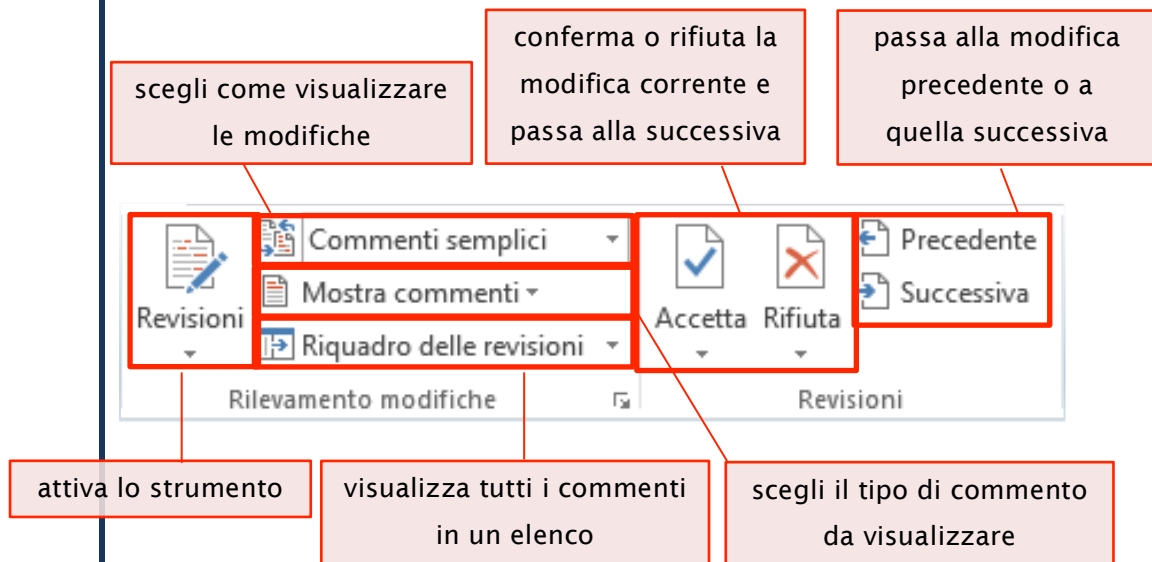 conferma o rifiuta la
modifica corrente e
passa alla successiva
passa alla modifica
precedente o a
quella successiva
scegli come visualizzare
le modifiche
Revisioni
Commenti semplici
Mostra commenti
Riquadro delle revisioni
Rilevamento modifiche
Accetta
Rifiuta
Precedente
Successiva
Revisioni
attiva lo strumento
visualizza tutti i commenti
in un elenco
scegli il tipo di commento
da visualizzare